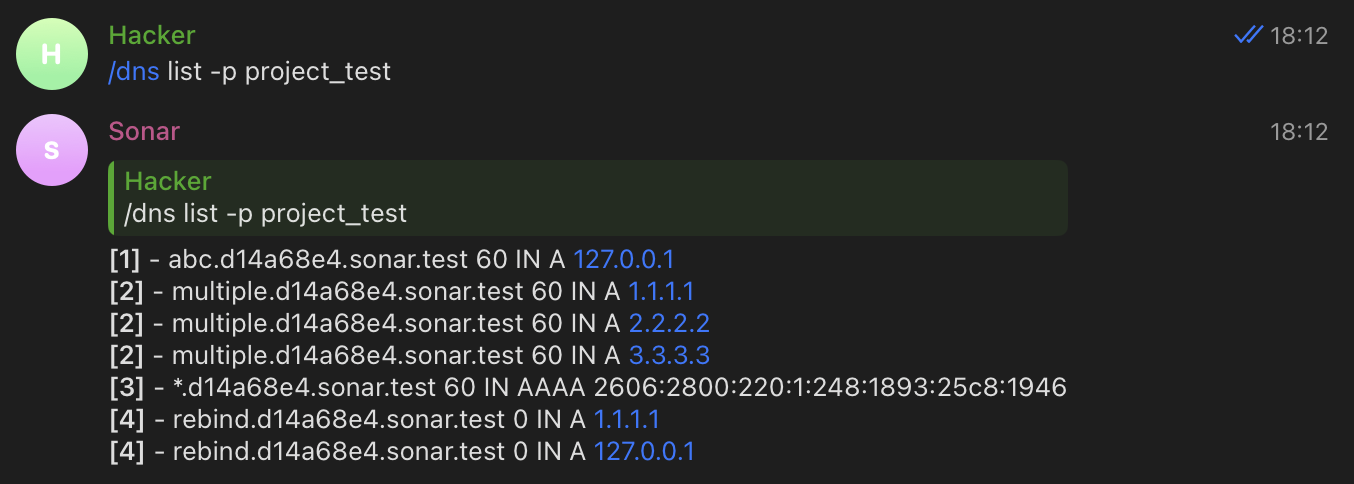 H
Hacker
18:12
/dns list -p project_test
S
Sonar
18:12
Hacker
/dns list -p project_test
[1] - abc.d14a68e4.sonar.test 60 IN A 127.0.0.1
[2] - multiple.d14a68e4.sonar.test 60 IN A 1.1.1.1
[2] - multiple.d14a68e4.sonar.test 60 IN A 2.2.2.2
[2] - multiple.d14a68e4.sonar.test 60 IN A 3.3.3.3
[3] - *.d14a68e4.sonar.test 60 IN AAAA 2606:2800:220:1:248:1893:25c8:1946
[4] - rebind.d14a68e4.sonar.test 0 IN A 1.1.1.1
[4] - rebind.d14a68e4.sonar.test 0 IN A 127.0.0.1